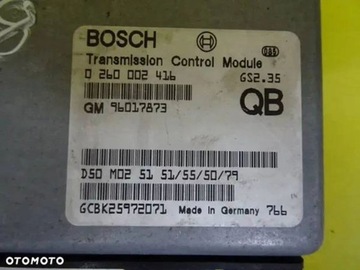 BOSCH
Transmission Control Module
0 260 002 416 GS2.35
GM 96017873 QB
D50 M02 51 51/55/50/79
GCBK25972071 Made in Germany 766
OTOMOTO